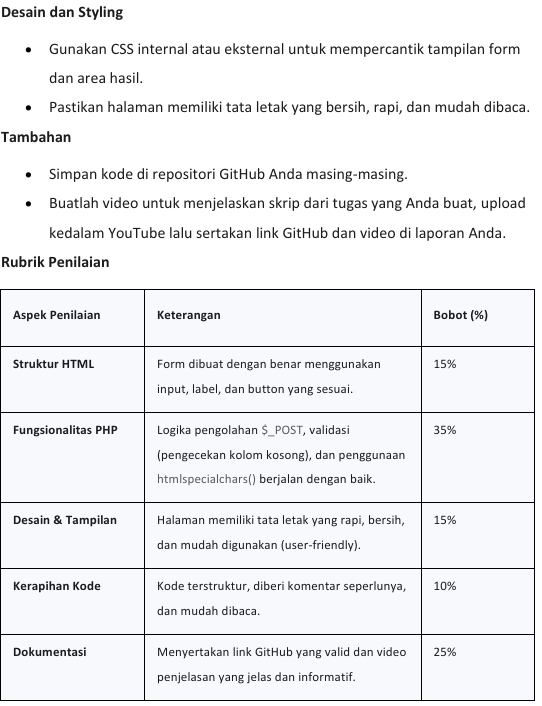 Desain dan Styling
• Gunakan CSS internal atau eksternal untuk mempercantik tampilan form
dan area hasil.
• Pastikan halaman memiliki tata letak yang bersih, rapi, dan mudah dibaca.
Tambahan
• Simpan kode di repositori GitHub Anda masing-masing.
• Buatlah video untuk menjelaskan skrip dari tugas yang Anda buat, upload
kedalam YouTube lalu sertakan link GitHub dan video di laporan Anda.
Rubrik Penilaian
Aspek Penilaian Keterangan Bobot (%)
Struktur HTML Form dibuat dengan benar menggunakan 15%
input, label, dan button yang sesuai.
Fungsionalitas PHP Logika pengolahan $_POST, validasi 35%
(pengecekan kolom kosong), dan penggunaan
htmlspecialchars() berjalan dengan baik.
Desain & Tampilan Halaman memiliki tata letak yang rapi, bersih, 15%
dan mudah digunakan (user-friendly).
Kerapihan Kode Kode terstruktur, diberi komentar seperlunya, 10%
dan mudah dibaca.
Dokumentasi Menyertakan link GitHub yang valid dan video 25%
penjelasan yang jelas dan informatif.